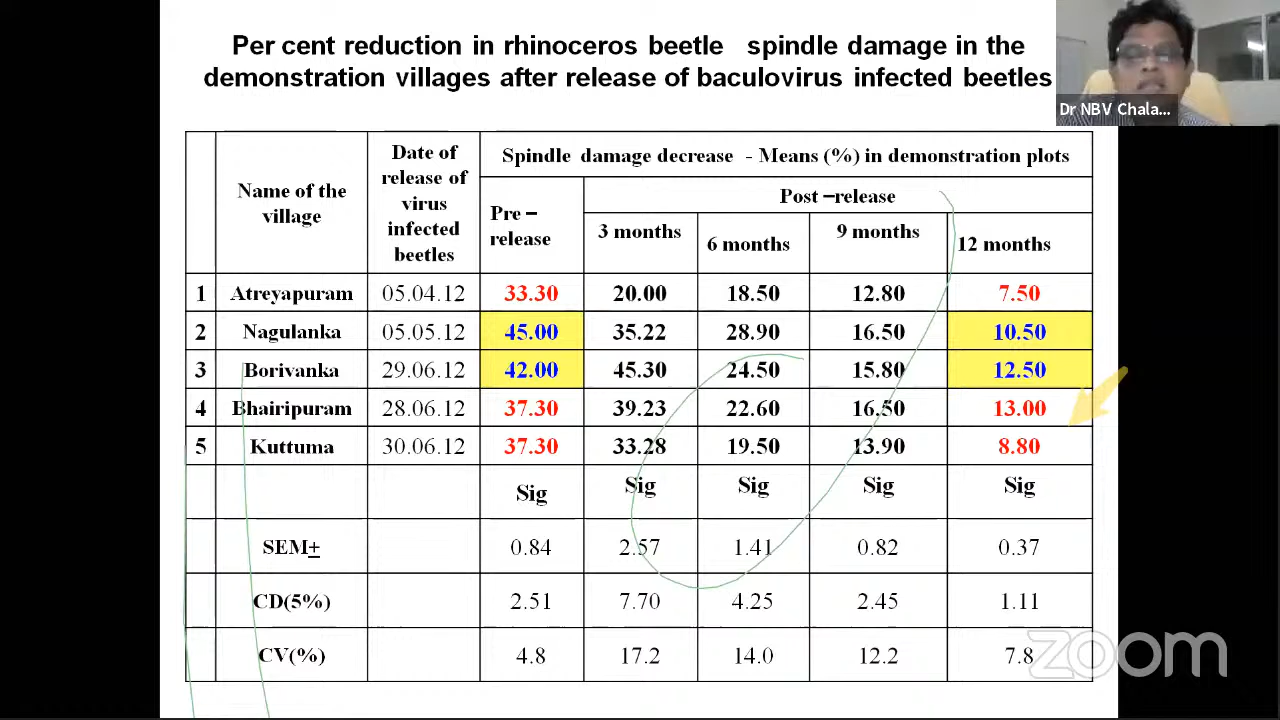 Per cent reduction in rhinoceros beetle spindle damage in the
demonstration villages after release of baculovirus infected beetles
Dr NBV Chala...
Name of the
village
Date of
release of
virus
infected
beetles
Spindle damage decrease - Means (%) in demonstration plots
Pre –
release
Post –release
3 months
6 months
9 months
12 months
1 Atreyapuram 05.04.12 33.30 20.00 18.50 12.80 7.50
2 Nagulanka 05.05.12 45.00 35.22 28.90 16.50 10.50
3 Borivanka 29.06.12 42.00 45.30 24.50 15.80 12.50
4 Bhairipuram 28.06.12 37.30 39.23 22.60 16.50 13.00
5 Kuttuma 30.06.12 37.30 33.28 19.50 13.90 8.80
Sig Sig Sig Sig Sig
SEM± 0.84 2.57 1.41 0.82 0.37
CD(5%) 2.51 7.70 4.25 2.45 1.11
CV(%) 4.8 17.2 14.0 12.2 7.8
zoom